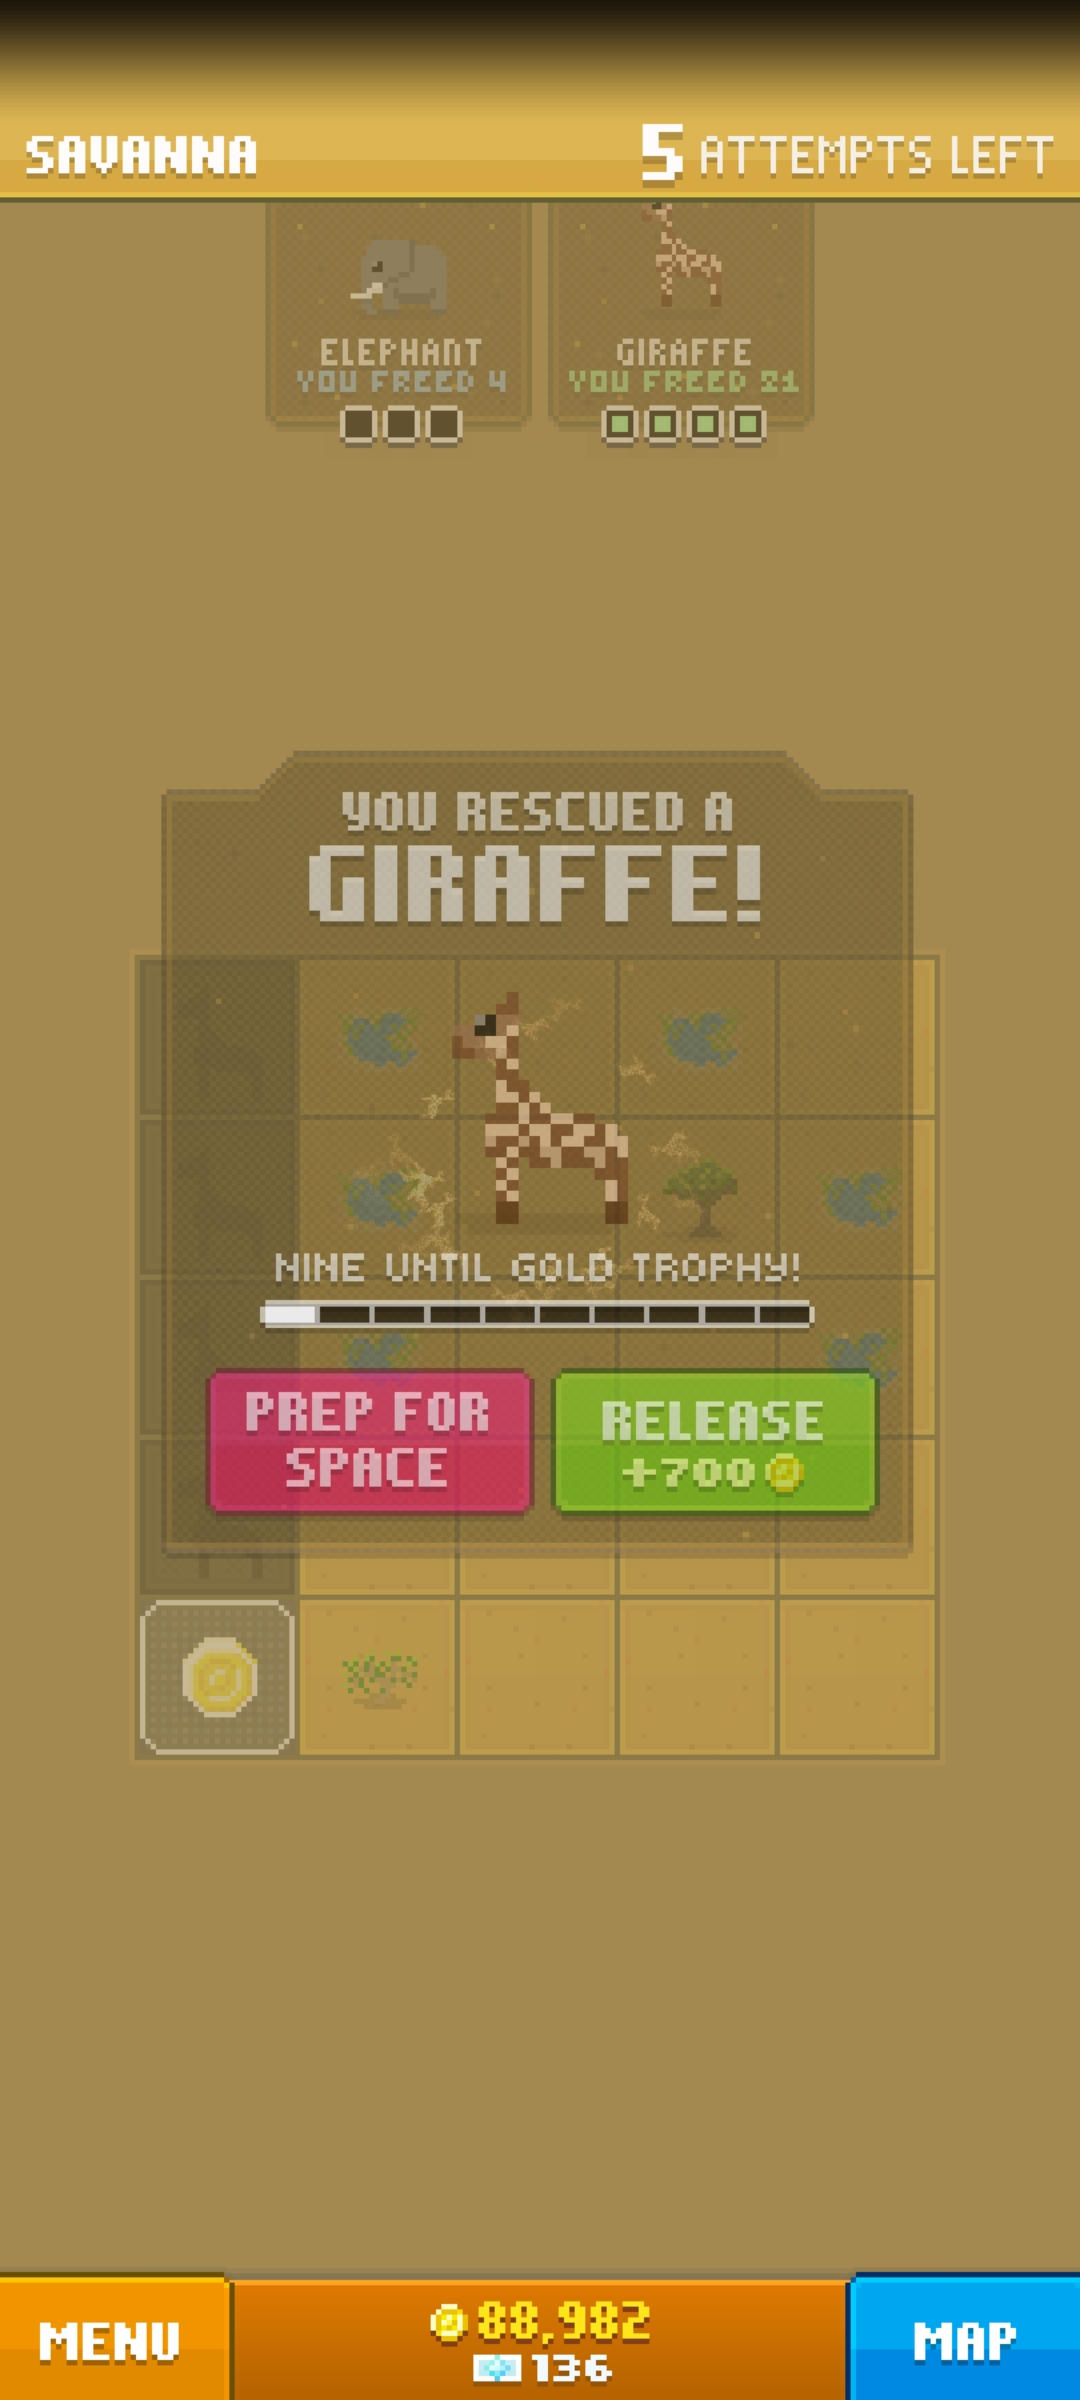 SAVANNA
5 ATTEMPTS LEFT
ELEPHANT
YOU FREED 4
GIRAFFE
YOU FREED 21
YOU RESCUED A
GIRAFFE!
NINE UNTIL GOLD TROPHY!
PREP FOR
SPACE
RELEASE
+700
MENU
88,982
136
MAP